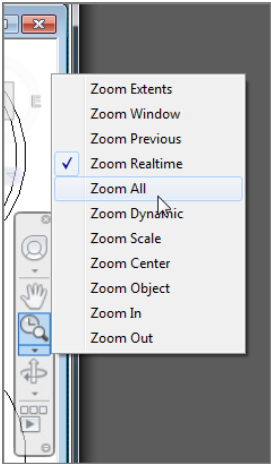 Zoom Extents
Zoom Window
Zoom Previous
Zoom Realtime
Zoom All
Zoom Dynamic
Zoom Scale
Zoom Center
Zoom Object
Zoom In
Zoom Out